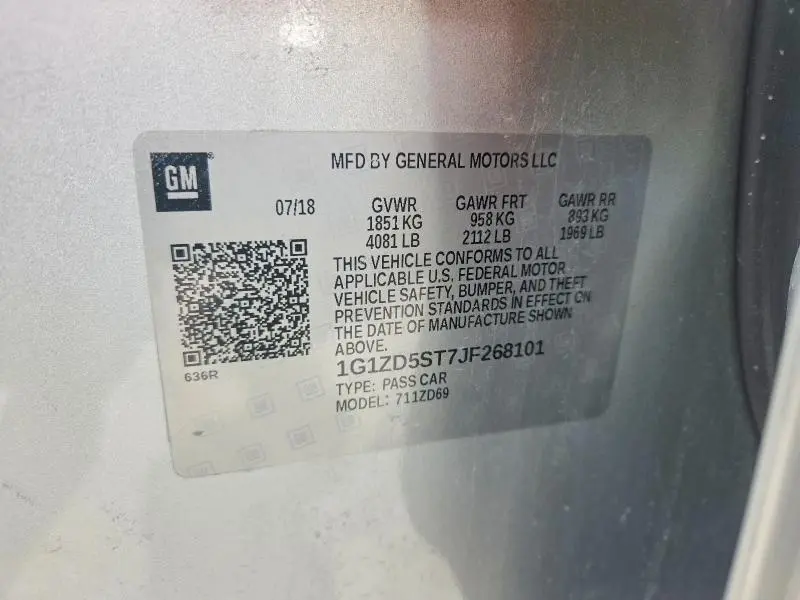 GM
MFD BY GENERAL MOTORS LLC
07/18 GVWR GAWR FRT GAWR RR
1851 KG 958 KG 893 KG
4081 LB 2112 LB 1969 LB
THIS VEHICLE CONFORMS TO ALL
APPLICABLE U.S. FEDERAL MOTOR
VEHICLE SAFETY, BUMPER, AND THEFT
PREVENTION STANDARDS IN EFFECT ON
THE DATE OF MANUFACTURE SHOWN
ABOVE.
636R
1G1ZD5ST7JF268101
TYPE: PASS CAR
MODEL: 711ZD69